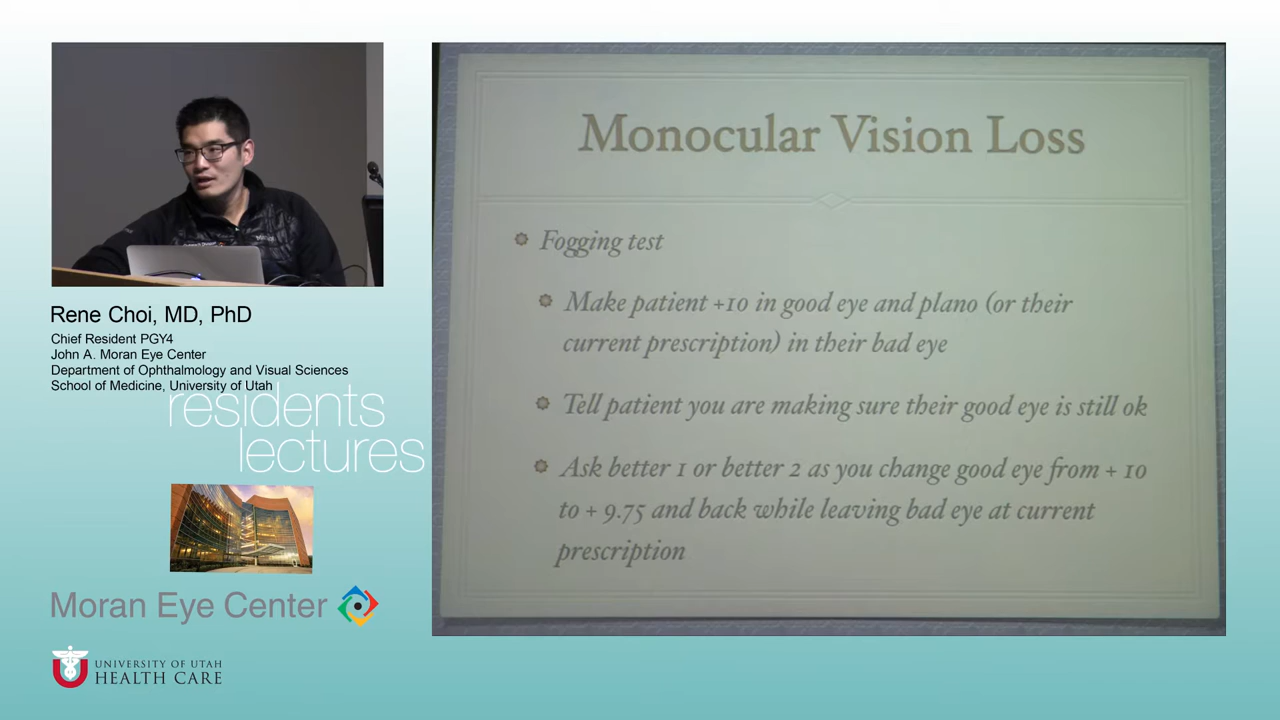 Monocular Vision Loss
Fogging test
Make patient +10 in good eye and plano (or their
current prescription) in their bad eye
Tell patient you are making sure their good eye is still ok
Ask better 1 or better 2 as you change good eye from + 10
to + 9.75 and back while leaving bad eye at current
prescription
Rene Choi, MD, PhD
Chief Resident PGY4
John A. Moran Eye Center
Department of Ophthalmology and Visual Sciences
School of Medicine, University of Utah
residents
lectures
Moran Eye Center
UNIVERSITY OF UTAH
HEALTH CARE